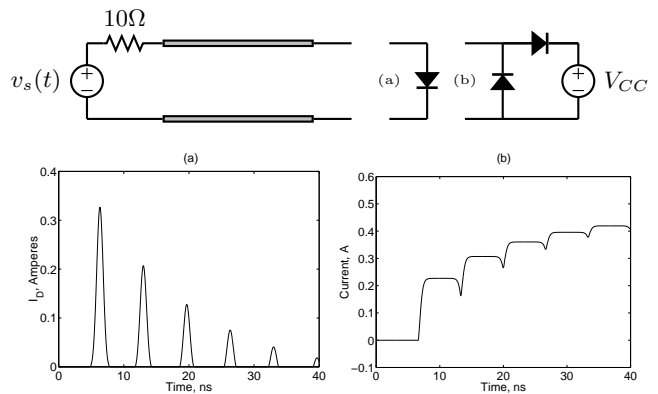 10Ω
v_s(t)
+
−
(a)
(b)
+
−
V_CC
(a)
0.4
0.3
0.2
0.1
0
I_D, Amperes
0 10 20 30 40
Time, ns
(b)
0.6
0.5
0.4
0.3
0.2
0.1
0
−0.1
Current, A
0 10 20 30 40
Time, ns